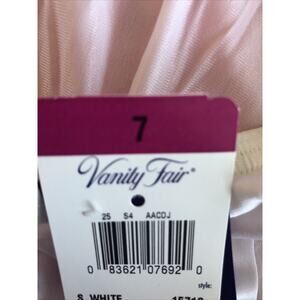 7
Vanity Fair®
25 S4 AACDJ
0 83621 07692 0
style:
S. WHITE